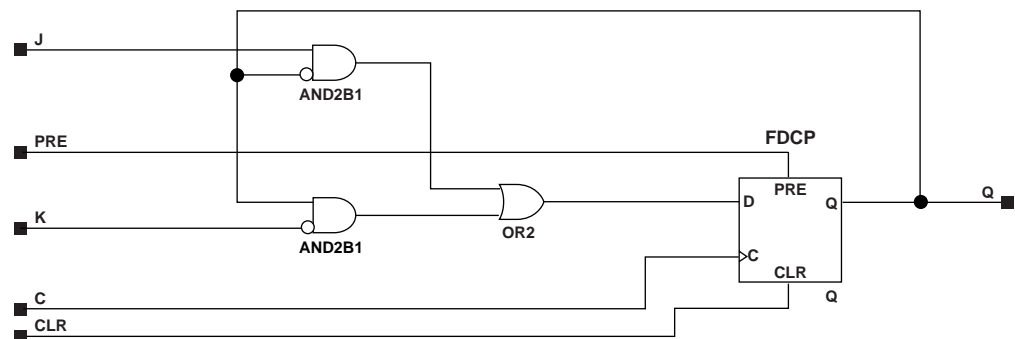 J
AND2B1
PRE
FDCP
PRE
D
Q
Q
K
OR2
AND2B1
C
CLR
C
Q
CLR